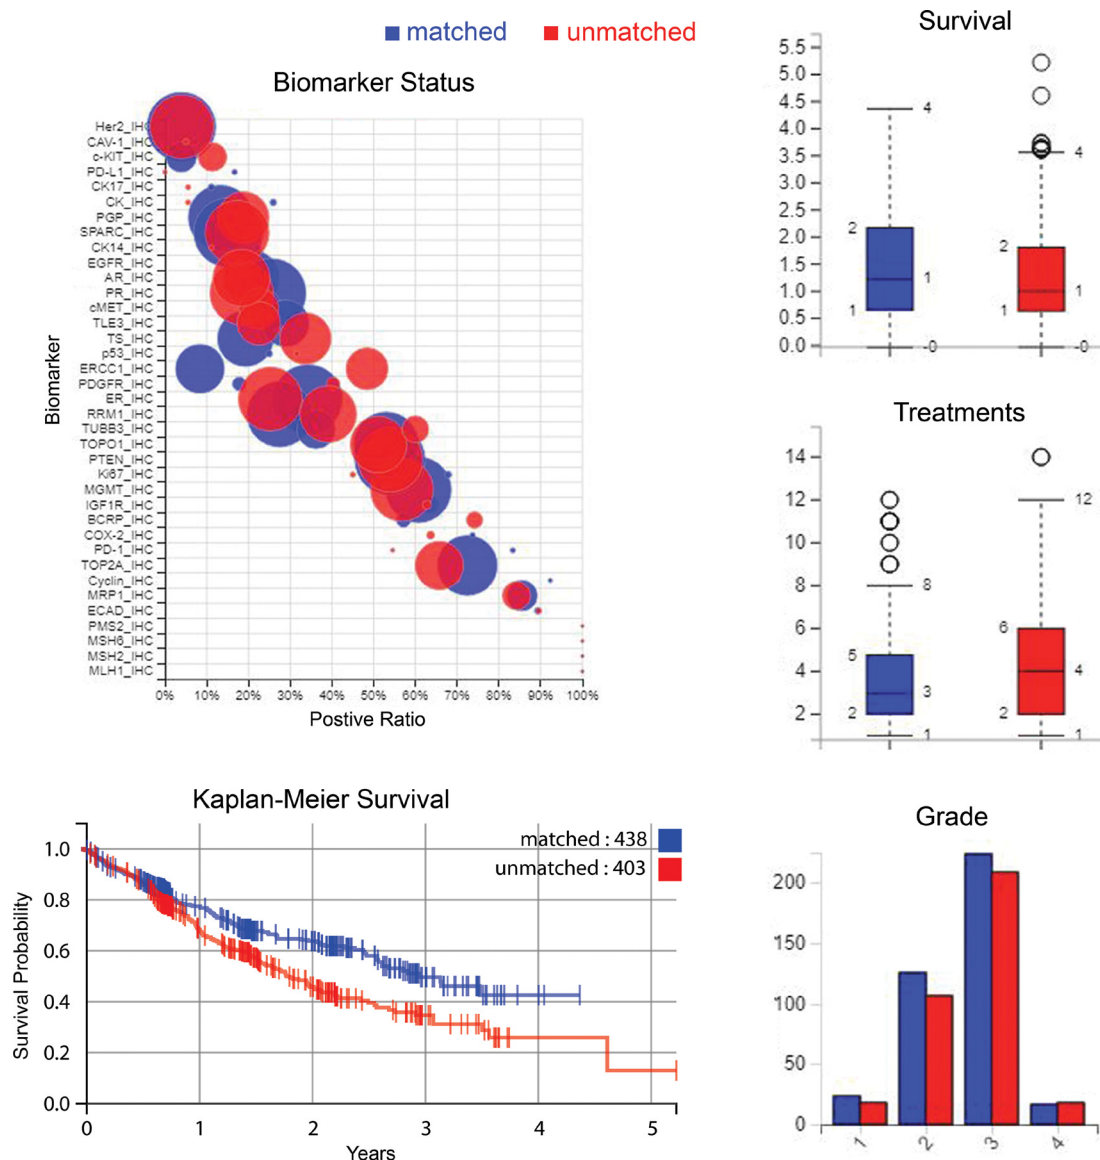 matched unmatched
Biomarker Status
Biomarker
Her2_IHC
CAV-1_IHC
c-KIT_IHC
PD-L1_IHC
CK17_IHC
CK_IHC
PGP_IHC
SPARC_IHC
CK14_IHC
EGFR_IHC
AR_IHC
PR_IHC
cMET_IHC
TLE3_IHC
TS_IHC
p53_IHC
ERCC1_IHC
PDGFR_IHC
ER_IHC
RRM1_IHC
TUBB3_IHC
TOPO1_IHC
PTEN_IHC
Ki67_IHC
MGMT_IHC
IGF1R_IHC
BCRP_IHC
COX-2_IHC
PD-1_IHC
TOP2A_IHC
Cyclin_IHC
MRP1_IHC
ECAD_IHC
PMS2_IHC
MSH6_IHC
MSH2_IHC
MLH1_IHC
0% 10% 20% 30% 40% 50% 60% 70% 80% 90% 100%
Postive Ratio
Survival
5.5
5.0
4.5
4.0
3.5
3.0
2.5
2.0
1.5
1.0
0.5
0.0
4
2
1
1
-0
4
2
1
1
-0
Treatments
14
12
10
8
6
4
2
8
5
3
2
1
12
6
4
2
1
Kaplan-Meier Survival
matched : 438
unmatched : 403
Survival Probability
1.0
0.8
0.6
0.4
0.2
0.0
0 1 2 3 4 5
Years
Grade
200
150
100
50
0
1 2 3 4